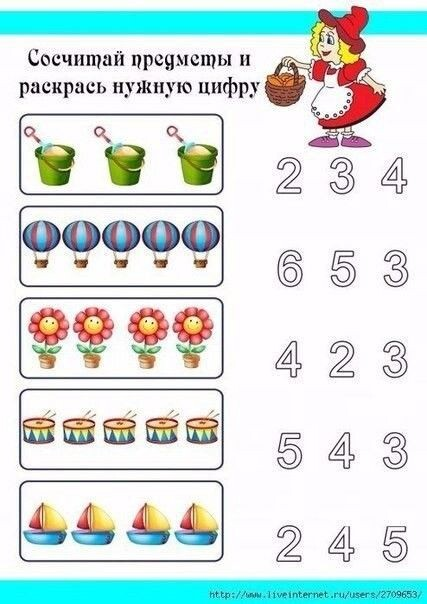 Сосчитай предметы и
раскрась нужную цифру
2 3 4
6 5 3
4 2 3
5 4 3
2 4 5
http://www.liveinternet.ru/users/2709653/